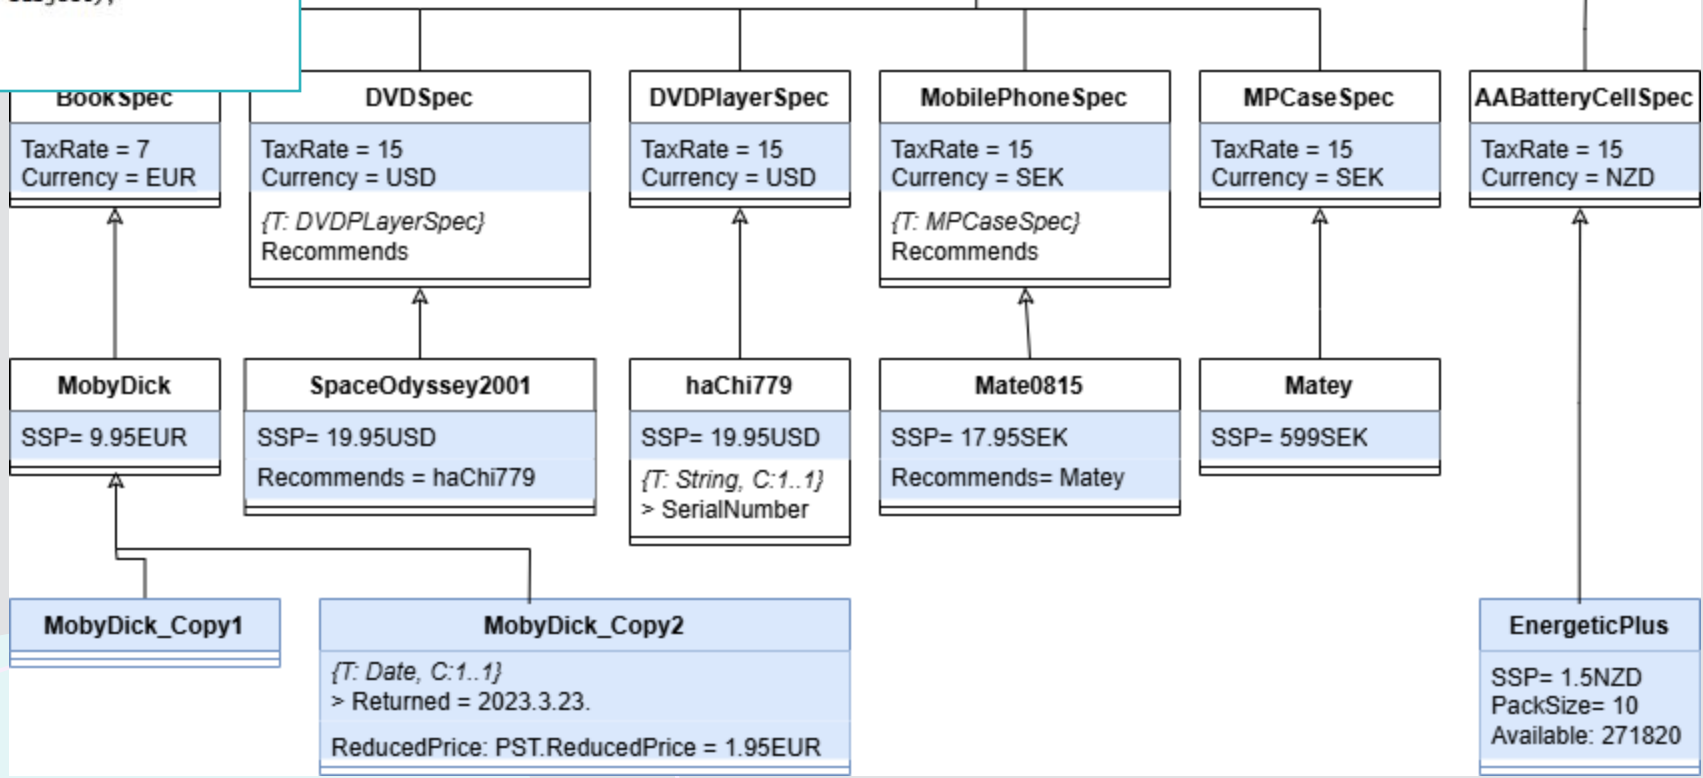 BookSpec
TaxRate = 7
Currency = EUR
DVDSpec
TaxRate = 15
Currency = USD
{T: DVDPLayerSpec}
Recommends
DVDPlayerSpec
TaxRate = 15
Currency = USD
MobilePhoneSpec
TaxRate = 15
Currency = SEK
{T: MPCaseSpec}
Recommends
MPCaseSpec
TaxRate = 15
Currency = SEK
AABatteryCellSpec
TaxRate = 15
Currency = NZD
MobyDick
SSP= 9.95EUR
SpaceOdyssey2001
SSP= 19.95USD
Recommends = haChi779
haChi779
SSP= 19.95USD
{T: String, C:1..1}
> SerialNumber
Mate0815
SSP= 17.95SEK
Recommends= Matey
Matey
SSP= 599SEK
MobyDick_Copy1
MobyDick_Copy2
{T: Date, C:1..1}
> Returned = 2023.3.23.
ReducedPrice: PST.ReducedPrice = 1.95EUR
EnergeticPlus
SSP= 1.5NZD
PackSize= 10
Available: 271820